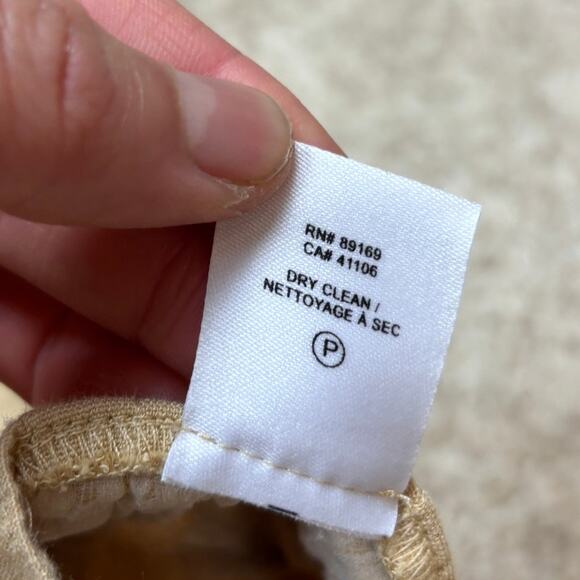 RN# 89169
CA# 41106
DRY CLEAN /
NETTOYAGE À SEC
P